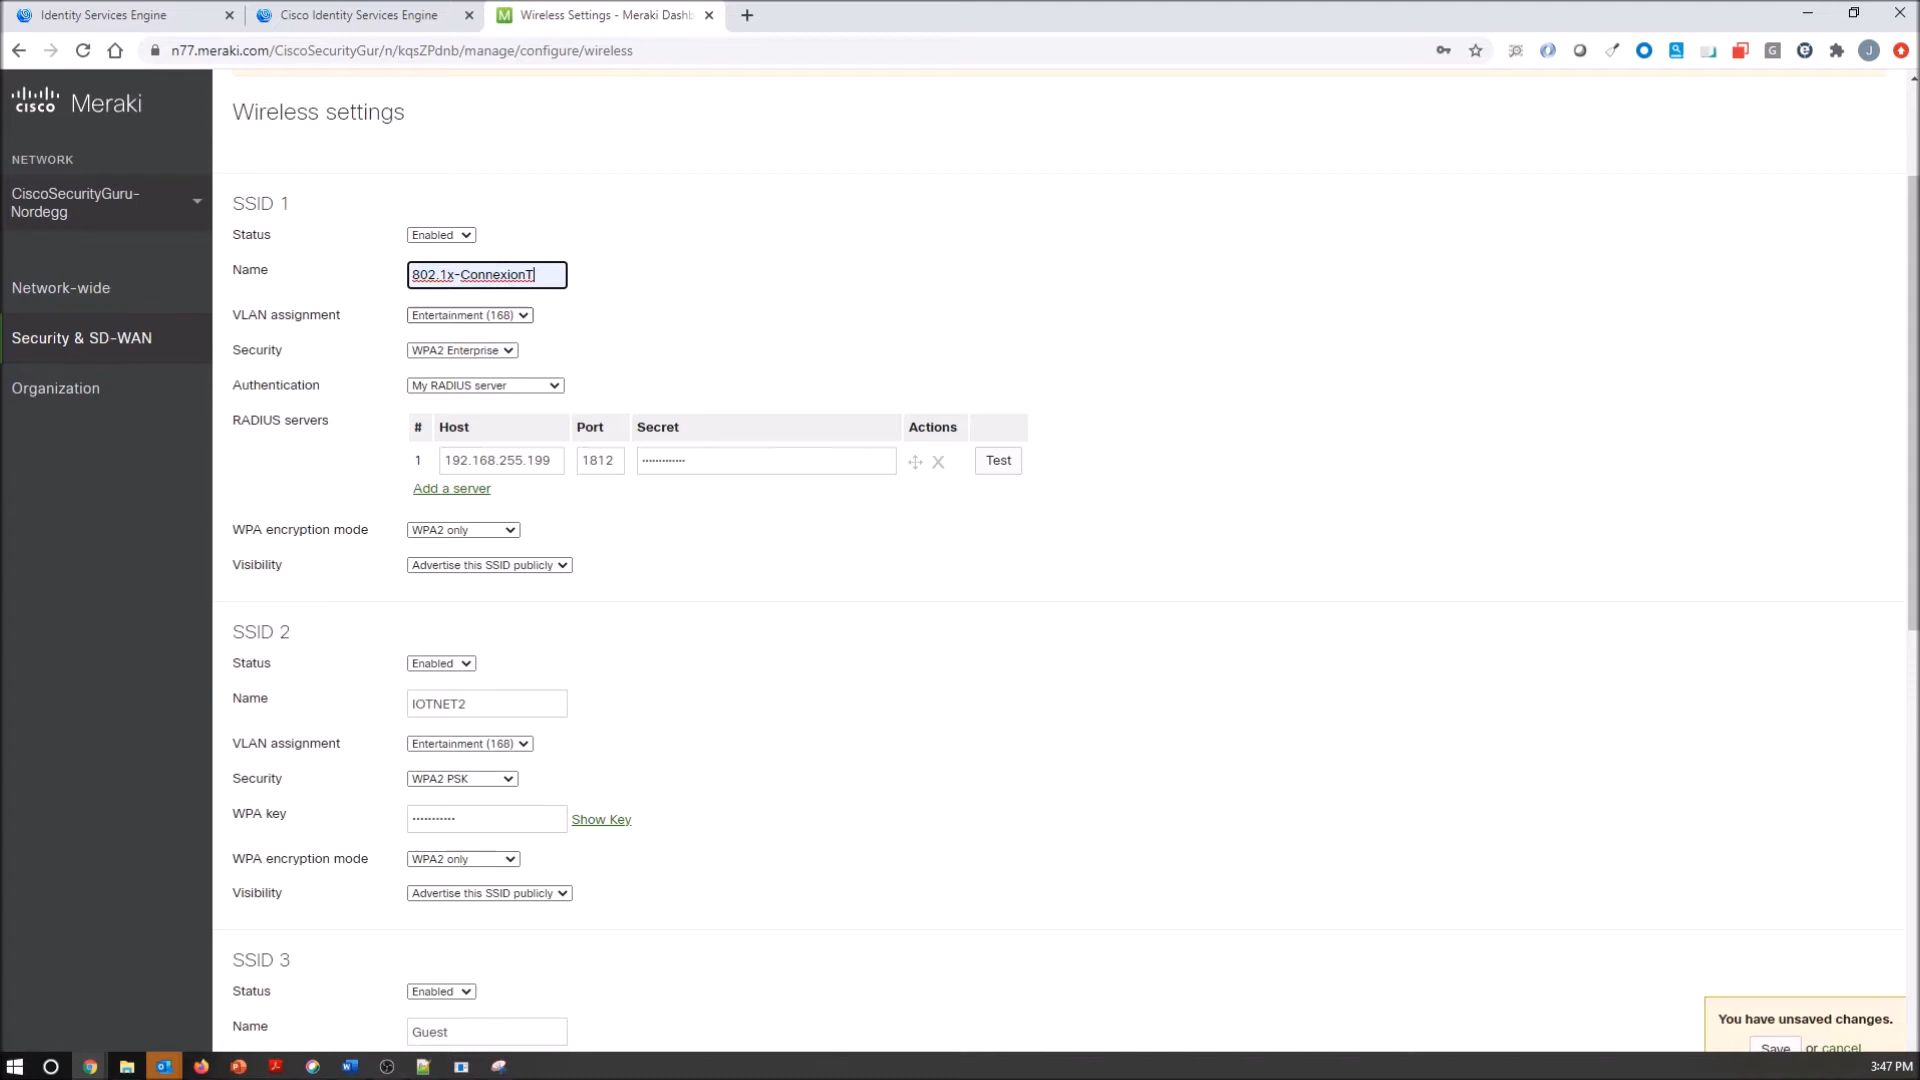 Identity Services Engine
Cisco Identity Services Engine
M Wireless Settings - Meraki Dashb
n77.meraki.com/CiscoSecurityGur/n/kqsZPdnb/manage/configure/wireless
J
cisco Meraki
NETWORK
CiscoSecurityGuru-
Nordegg
Network-wide
Security & SD-WAN
Organization
Wireless settings
SSID 1
Status Enabled
Name 802.1x-ConnexionT
VLAN assignment Entertainment (168)
Security WPA2 Enterprise
Authentication My RADIUS server
RADIUS servers
# Host Port Secret Actions
1 192.168.255.199 1812 ············· X Test
Add a server
WPA encryption mode WPA2 only
Visibility Advertise this SSID publicly
SSID 2
Status Enabled
Name IOTNET2
VLAN assignment Entertainment (168)
Security WPA2 PSK
WPA key ··········· Show Key
WPA encryption mode WPA2 only
Visibility Advertise this SSID publicly
SSID 3
Status Enabled
Name Guest
You have unsaved changes.
Save or cancel
3:47 PM